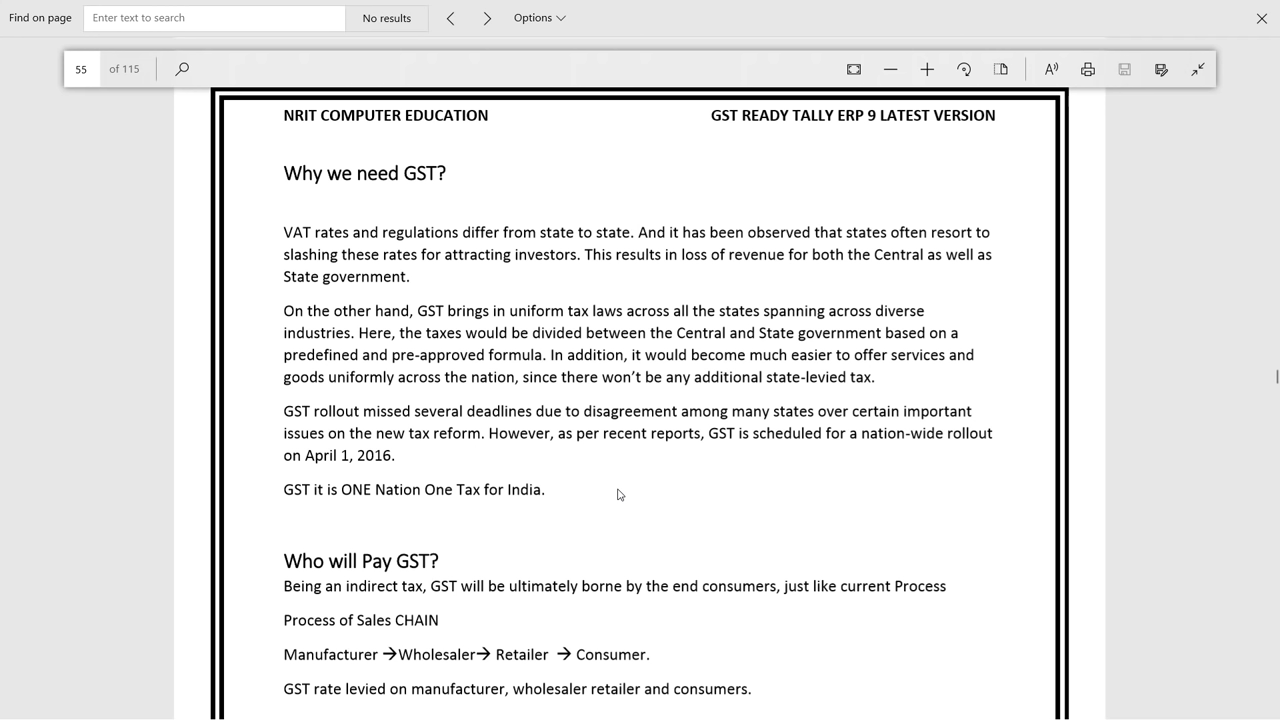 Find on page
Enter text to search
No results
Options
55 of 115
NRIT COMPUTER EDUCATION
GST READY TALLY ERP 9 LATEST VERSION
Why we need GST?
VAT rates and regulations differ from state to state. And it has been observed that states often resort to
slashing these rates for attracting investors. This results in loss of revenue for both the Central as well as
State government.
On the other hand, GST brings in uniform tax laws across all the states spanning across diverse
industries. Here, the taxes would be divided between the Central and State government based on a
predefined and pre-approved formula. In addition, it would become much easier to offer services and
goods uniformly across the nation, since there won’t be any additional state-levied tax.
GST rollout missed several deadlines due to disagreement among many states over certain important
issues on the new tax reform. However, as per recent reports, GST is scheduled for a nation-wide rollout
on April 1, 2016.
GST it is ONE Nation One Tax for India.
Who will Pay GST?
Being an indirect tax, GST will be ultimately borne by the end consumers, just like current Process
Process of Sales CHAIN
Manufacturer →Wholesaler→ Retailer → Consumer.
GST rate levied on manufacturer, wholesaler retailer and consumers.